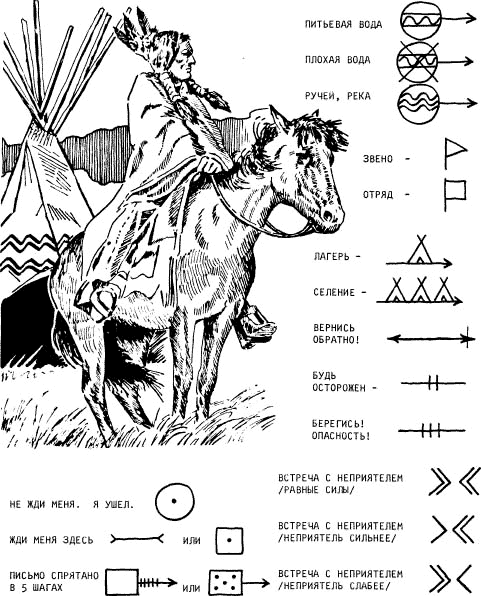 ПИТЬЕВАЯ ВОДА
ПЛОХАЯ ВОДА
РУЧЕЙ, РЕКА
ЗВЕНО -
ОТРЯД -
ЛАГЕРЬ -
СЕЛЕНИЕ -
ВЕРНИСЬ
ОБРАТНО!
БУДЬ
ОСТОРОЖЕН -
БЕРЕГИСЬ!
ОПАСНОСТЬ!
ВСТРЕЧА С НЕПРИЯТЕЛЕМ
/РАВНЫЕ СИЛЫ/
ВСТРЕЧА С НЕПРИЯТЕЛЕМ
/НЕПРИЯТЕЛЬ СИЛЬНЕЕ/
ВСТРЕЧА С НЕПРИЯТЕЛЕМ
/НЕПРИЯТЕЛЬ СЛАБЕЕ/
НЕ ЖДИ МЕНЯ. Я УШЕЛ.
ЖДИ МЕНЯ ЗДЕСЬ ИЛИ
ПИСЬМО СПРЯТАНО
В 5 ШАГАХ ИЛИ